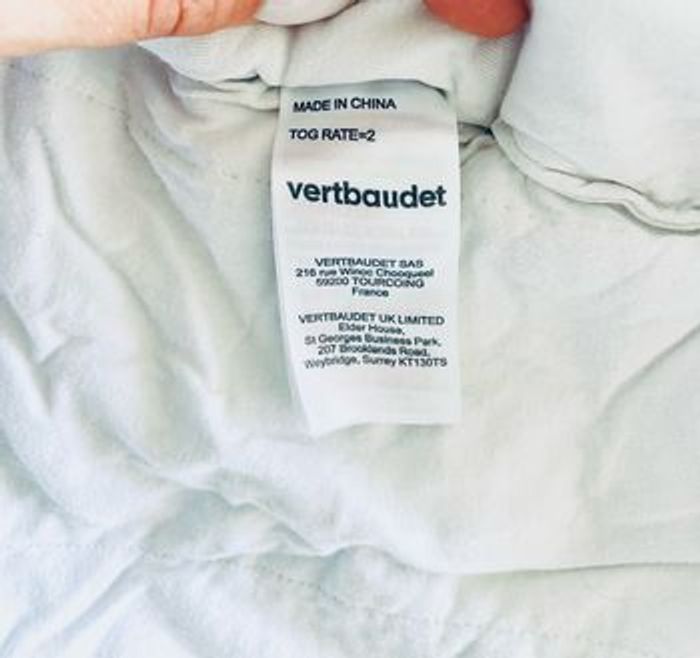 MADE IN CHINA
TOG RATE=2
vertbaudet
VERTBAUDET SAS
216 rue Winoc Chocqueel
59200 TOURCOING
France
VERTBAUDET UK LIMITED
Elder House,
St Georges Business Park,
207 Brooklands Road,
Weybridge, Surrey KT130TS